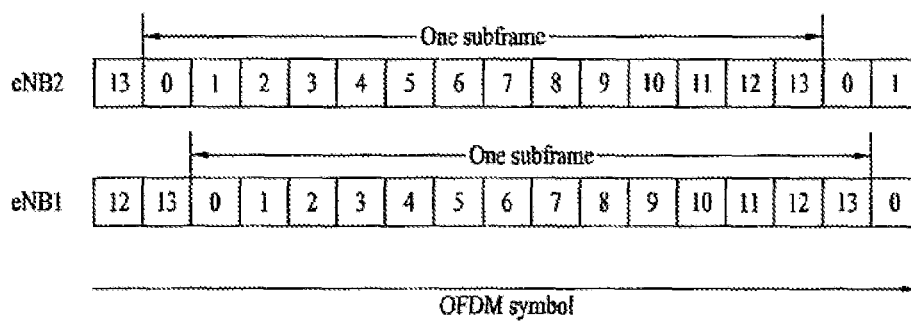 One subframe
eNB2 13 0 1 2 3 4 5 6 7 8 9 10 11 12 13 0 1
One subframe
eNB1 12 13 0 1 2 3 4 5 6 7 8 9 10 11 12 13 0
OFDM symbol